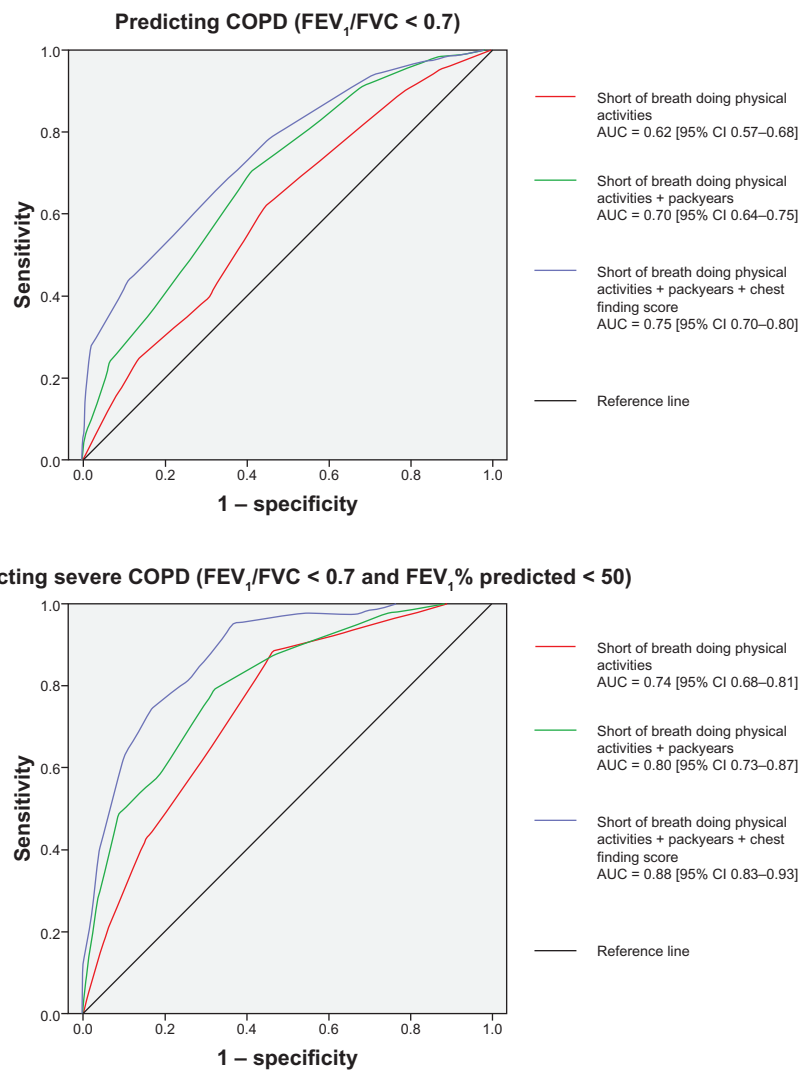 Predicting COPD (FEV₁/FVC < 0.7)
1.0
0.8
0.6
0.4
0.2
0.0
Sensitivity
0.0 0.2 0.4 0.6 0.8 1.0
1 – specificity
Short of breath doing physical
activities
AUC = 0.62 [95% CI 0.57–0.68]
Short of breath doing physical
activities + packyears
AUC = 0.70 [95% CI 0.64–0.75]
Short of breath doing physical
activities + packyears + chest
finding score
AUC = 0.75 [95% CI 0.70–0.80]
Reference line
cting severe COPD (FEV₁/FVC < 0.7 and FEV₁% predicted < 50)
1.0
0.8
0.6
0.4
0.2
0.0
Sensitivity
0.0 0.2 0.4 0.6 0.8 1.0
1 – specificity
Short of breath doing physical
activities
AUC = 0.74 [95% CI 0.68–0.81]
Short of breath doing physical
activities + packyears
AUC = 0.80 [95% CI 0.73–0.87]
Short of breath doing physical
activities + packyears + chest
finding score
AUC = 0.88 [95% CI 0.83–0.93]
Reference line